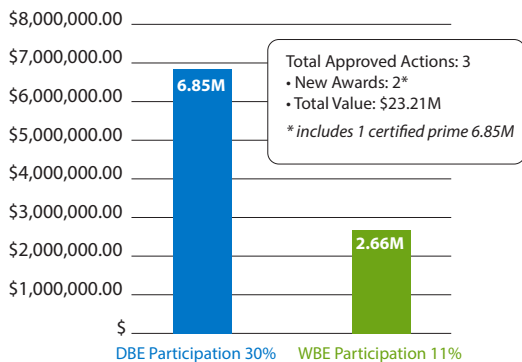 $8,000,000.00
$7,000,000.00
$6,000,000.00
$5,000,000.00
$4,000,000.00
$3,000,000.00
$2,000,000.00
$1,000,000.00
$
6.85M
2.66M
Total Approved Actions: 3
• New Awards: 2*
• Total Value: $23.21M
* includes 1 certified prime 6.85M
DBE Participation 30%
WBE Participation 11%